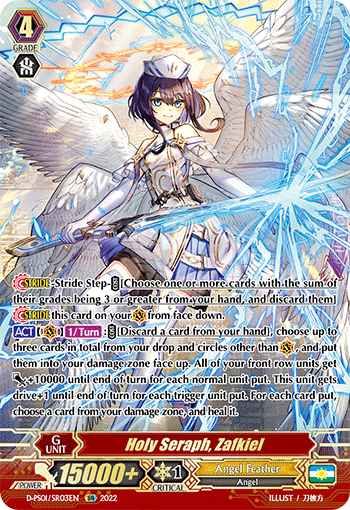 4
GRADE
STRIDE-Stride Step-[Choose one or more cards with the sum of
their grades being 3 or greater from your hand, and discard them]
STRIDE this card on your from face down.
ACT[] 1/Turn :[Discard a card from your hand], choose up to
three cards in total from your drop and circles other than , and put
them into your damage zone face up. All of your front row units get
+10000 until end of turn for each normal unit put. This unit gets
drive+1 until end of turn for each trigger unit put. For each card put,
choose a card from your damage zone, and heal it.
G UNIT
Holy Seraph, Zafkiel
POWER
15000+
1
CRITICAL
Angel Feather
Angel
D-PS01/SR03EN SR 2022
ILLUST / 刀彼方